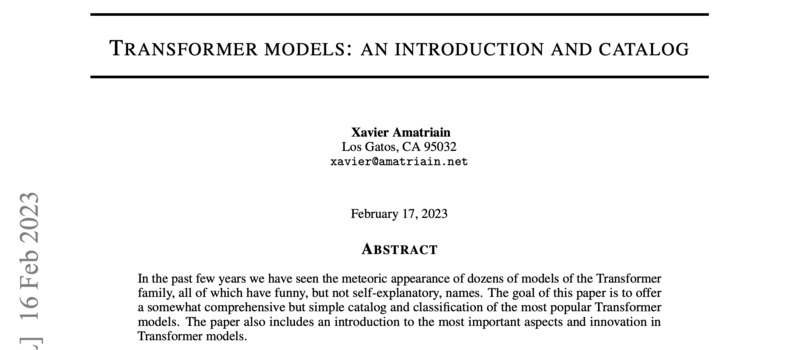 TRANSFORMER MODELS: AN INTRODUCTION AND CATALOG
Xavier Amatriain
Los Gatos, CA 95032
xavier@amatriain.net
February 17, 2023
ABSTRACT
In the past few years we have seen the meteoric appearance of dozens of models of the Transformer
family, all of which have funny, but not self-explanatory, names. The goal of this paper is to offer
a somewhat comprehensive but simple catalog and classification of the most popular Transformer
models. The paper also includes an introduction to the most important aspects and innovation in
Transformer models.
] 16 Feb 2023